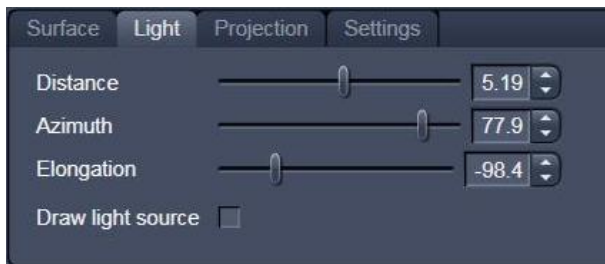 Surface Light Projection Settings
Distance 5.19
Azimuth 77.9
Elongation -98.4
Draw light source